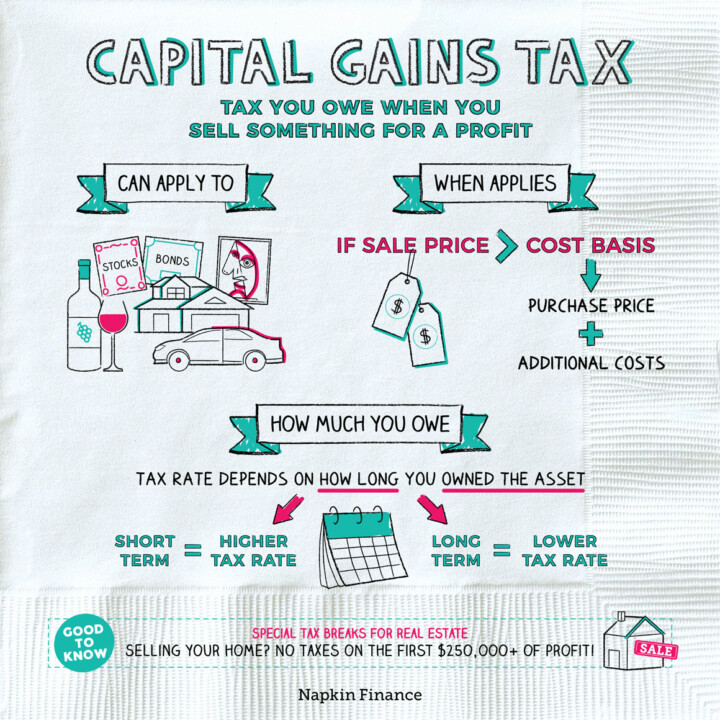 CAPITAL GAINS TAX
TAX YOU OWE WHEN YOU
SELL SOMETHING FOR A PROFIT
CAN APPLY TO
STOCKS
BONDS
WHEN APPLIES
IF SALE PRICE > COST BASIS
$
$
PURCHASE PRICE
+
ADDITIONAL COSTS
HOW MUCH YOU OWE
TAX RATE DEPENDS ON HOW LONG YOU OWNED THE ASSET
SHORT
TERM
=
HIGHER
TAX RATE
LONG
TERM
=
LOWER
TAX RATE
GOOD
TO
KNOW
SPECIAL TAX BREAKS FOR REAL ESTATE
SELLING YOUR HOME? NO TAXES ON THE FIRST $250,000+ OF PROFIT!
SALE
Napkin Finance